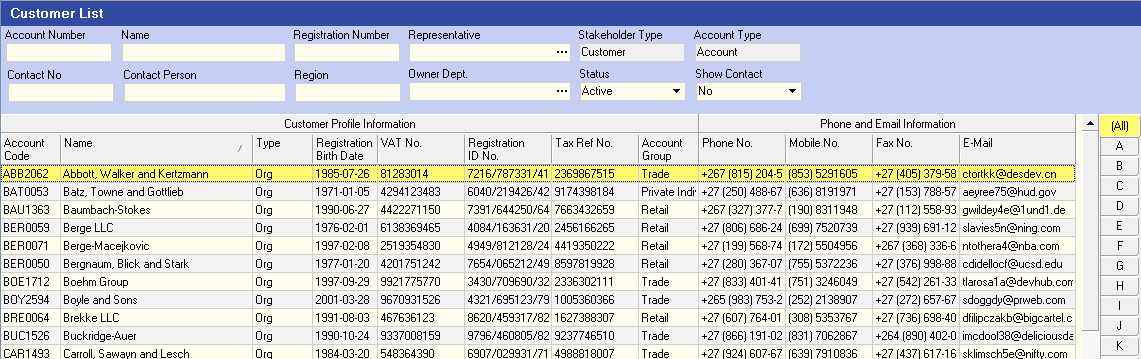 Customer List
Account Number Name Registration Number Representative Stakeholder Type Account Type
... Customer Account
Contact No Contact Person Region Owner Dept. Status Show Contact
... Active No
Customer Profile Information Phone and Email Information (All)
Account Code Name Type Registration Birth Date VAT No. Registration ID No. Tax Ref No. Account Group Phone No. Mobile No. Fax No. E-Mail A
ABB2062 Abbott, Walker and Kertzmann Org 1985-07-26 81283014 7216/787331/41 2369867515 Trade +267 (815) 204-5 (853) 5291605 +27 (405) 379-58 ctortkk@desdev.cn B
BAT0053 Batz, Towne and Gottlieb Org 1971-01-05 4294123483 6040/219426/42 9174398184 Private Indi +27 (250) 488-67 (636) 8191971 +27 (153) 788-57 aeyree75@hud.gov C
BAU1363 Baumbach-Stokes Org 1990-06-27 4422271150 7391/644250/64 7663432659 Retail +267 (327) 377-7 (190) 8311948 +27 (112) 558-93 gwildey4e@1und1.de D
BER0059 Berge LLC Org 1976-02-01 6138369465 4084/163631/20 2456166265 Retail +27 (806) 686-24 (699) 7520739 +27 (939) 691-12 slavies5n@ning.com E
BER0071 Berge-Macejkovic Org 1997-02-08 2519354830 4949/812128/24 4419350222 Retail +27 (199) 568-74 (172) 5504956 +267 (368) 336-6 ntothera4@nba.com F
BER0050 Bergnaum, Blick and Stark Org 1977-01-20 4201751242 7654/065212/49 8597819928 Retail +27 (280) 367-07 (755) 5372236 +27 (376) 998-88 cdidellocf@ucsd.edu G
BOE1712 Boehm Group Org 1997-09-09 9921775770 3430/709690/32 2336302111 Trade +27 (833) 401-41 (751) 3246049 +27 (542) 261-33 tlarosa1a@devhub.com H
BOY2594 Boyle and Sons Org 2001-03-28 9670931526 4321/695123/79 1005360366 Trade +265 (983) 753-2 (252) 2138907 +27 (272) 657-67 sdoggdy@prweb.com I
BRE0064 Brekke LLC Org 1991-08-03 467636123 8620/459317/82 1627388307 Retail +27 (607) 764-01 (308) 5353767 +27 (736) 698-40 dfilipczakb@bigcartel.c
BUC1526 Buckridge-Auer Org 1990-10-24 9337008159 9796/460805/82 9237746510 Trade +27 (866) 191-02 (831) 7062867 +264 (890) 402-0 imcdool38@deliciousda J
CAR1493 Carroll, Sawayn and Lesch Org 1984-03-20 548364390 6907/029931/71 4988818007 Trade +27 (924) 607-67 (639) 7910836 +27 (437) 617-16 sklimsch5e@nifty.com K